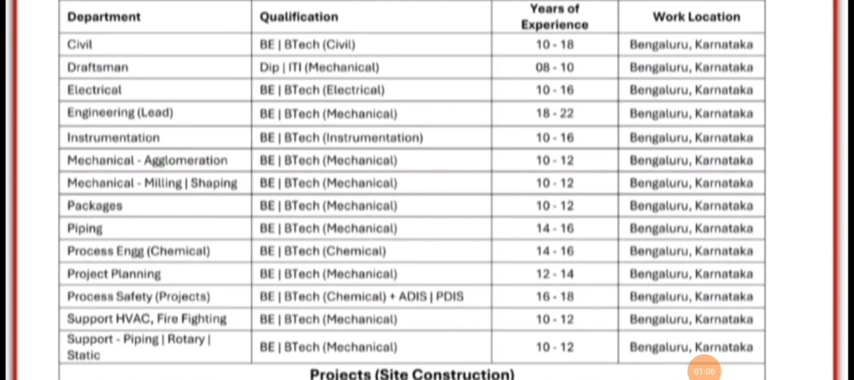 Department Qualification Years of Experience Work Location
Civil BE | BTech (Civil) 10 - 18 Bengaluru, Karnataka
Draftsman Dip | ITI (Mechanical) 08 - 10 Bengaluru, Karnataka
Electrical BE | BTech (Electrical) 10 - 16 Bengaluru, Karnataka
Engineering (Lead) BE | BTech (Mechanical) 18 - 22 Bengaluru, Karnataka
Instrumentation BE | BTech (Instrumentation) 10 - 16 Bengaluru, Karnataka
Mechanical - Agglomeration BE | BTech (Mechanical) 10 - 12 Bengaluru, Karnataka
Mechanical - Milling | Shaping BE | BTech (Mechanical) 10 - 12 Bengaluru, Karnataka
Packages BE | BTech (Mechanical) 10 - 12 Bengaluru, Karnataka
Piping BE | BTech (Mechanical) 14 - 16 Bengaluru, Karnataka
Process Engg (Chemical) BE | BTech (Chemical) 14 - 16 Bengaluru, Karnataka
Project Planning BE | BTech (Mechanical) 12 - 14 Bengaluru, Karnataka
Process Safety (Projects) BE | BTech (Chemical) + ADIS | PDIS 16 - 18 Bengaluru, Karnataka
Support HVAC, Fire Fighting BE | BTech (Mechanical) 10 - 12 Bengaluru, Karnataka
Support - Piping | Rotary | Static BE | BTech (Mechanical) 10 - 12 Bengaluru, Karnataka
Projects (Site Construction)
01:06